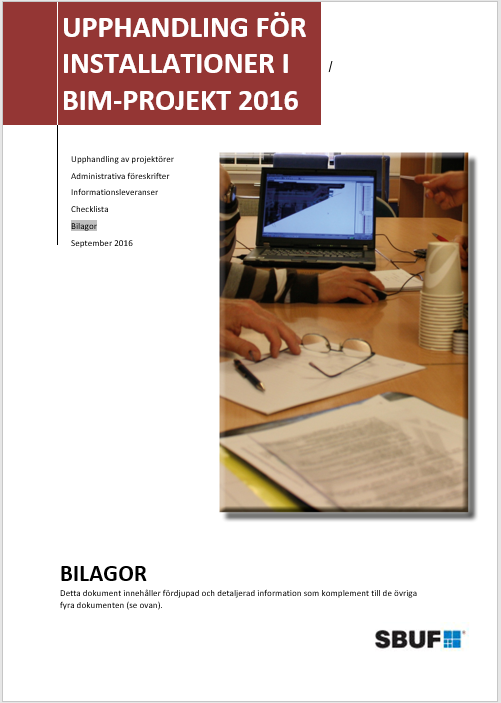 UPPHANDLING FÖR
INSTALLATIONER I
BIM-PROJEKT 2016
/
Upphandling av projektörer
Administrativa föreskrifter
Informationsleveranser
Checklista
Bilagor
September 2016
BILAGOR
Detta dokument innehåller fördjupad och detaljerad information som komplement till de övriga
fyra dokumenten (se ovan).
SBUF